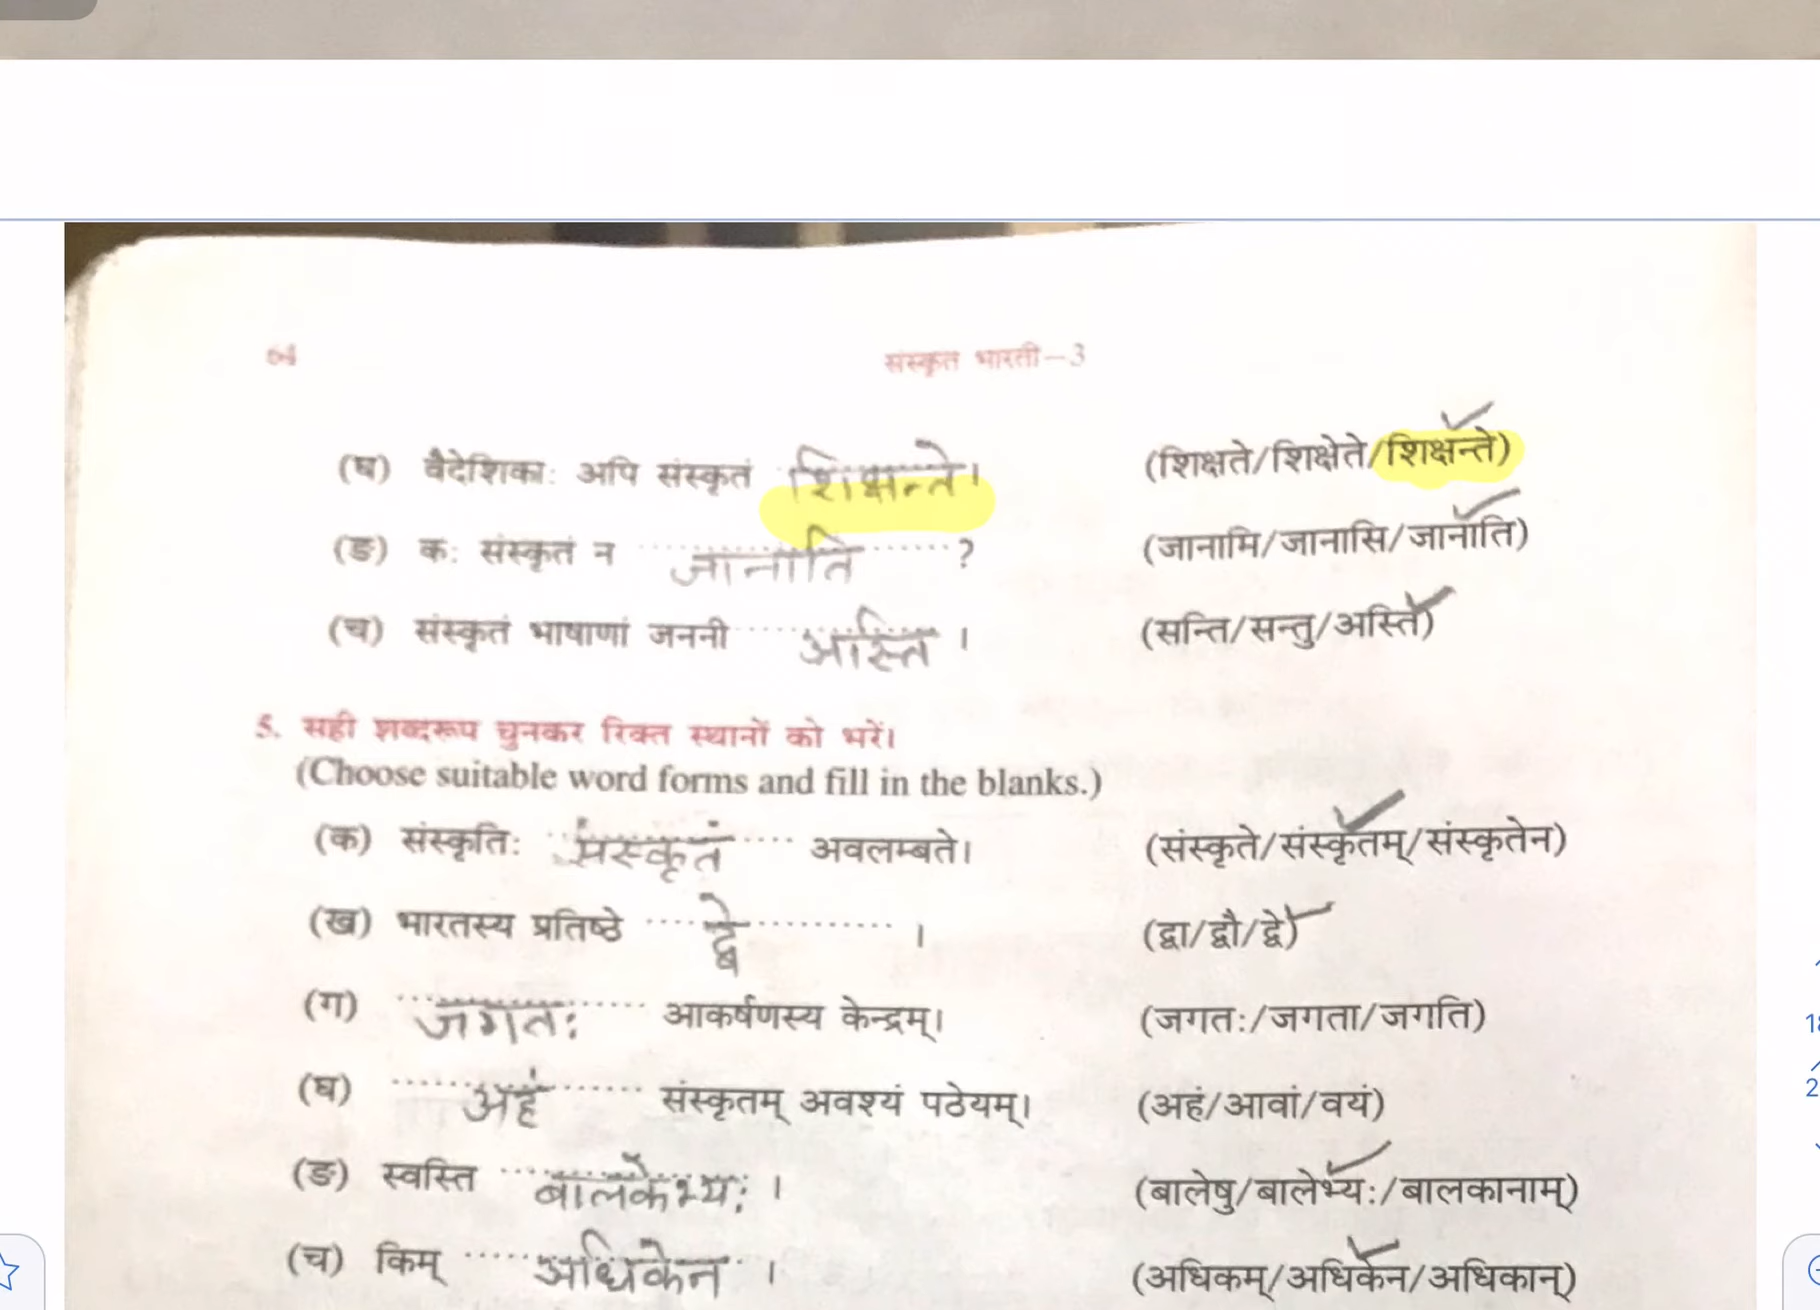 64 संस्कृत भारती–3
(घ) वैदेशिकाः अपि संस्कृतं शिक्षन्ते। (शिक्षते/शिक्षेते/शिक्षन्ते)
(ङ) कः संस्कृतं न जानाति ? (जानामि/जानासि/जानाति)
(च) संस्कृतं भाषाणां जननी अस्ति । (सन्ति/सन्तु/अस्ति)
5. सही शब्दरूप चुनकर रिक्त स्थानों को भरें।
(Choose suitable word forms and fill in the blanks.)
(क) संस्कृतिः संस्कृतं अवलम्बते। (संस्कृते/संस्कृतम्/संस्कृतेन)
(ख) भारतस्य प्रतिष्ठे द्वे । (द्वा/द्वौ/द्वे)
(ग) जगतः आकर्षणस्य केन्द्रम्। (जगतः/जगता/जगति)
(घ) अहं संस्कृतम् अवश्यं पठेयम्। (अहं/आवां/वयं)
(ङ) स्वस्ति बालकेभ्यः । (बालेषु/बालेभ्यः/बालकानाम्)
(च) किम् अधिकेन । (अधिकम्/अधिकेन/अधिकान्)